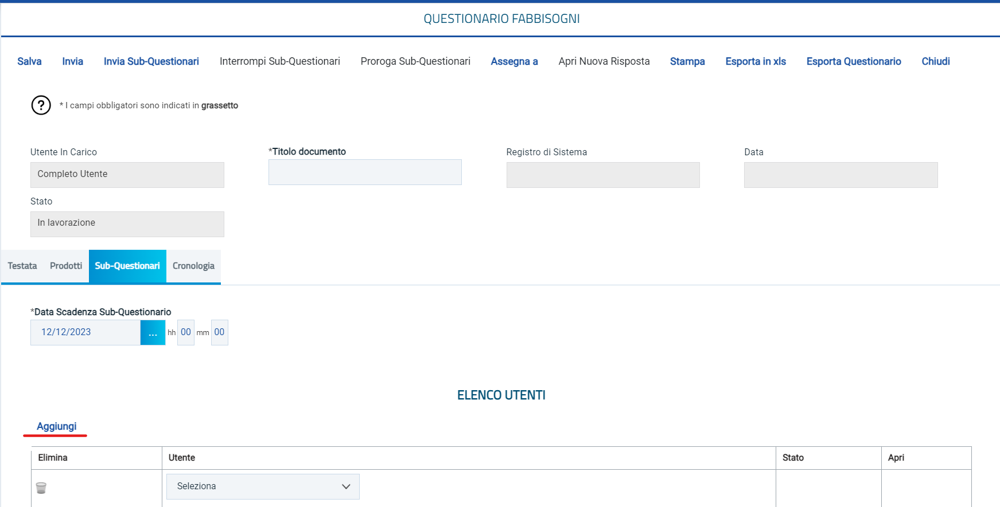 QUESTIONARIO FABBISOGNI
Salva Invia Invia Sub-Questionari Interrompi Sub-Questionari Proroga Sub-Questionari Assegna a Apri Nuova Risposta Stampa Esporta in xls Esporta Questionario Chiudi
? * I campi obbligatori sono indicati in grassetto
Utente In Carico *Titolo documento Registro di Sistema Data
Completo Utente
Stato
In lavorazione
Testata Prodotti Sub-Questionari Cronologia
*Data Scadenza Sub-Questionario
12/12/2023 ... hh 00 mm 00
ELENCO UTENTI
Aggiungi
Elimina Utente Stato Apri
Seleziona